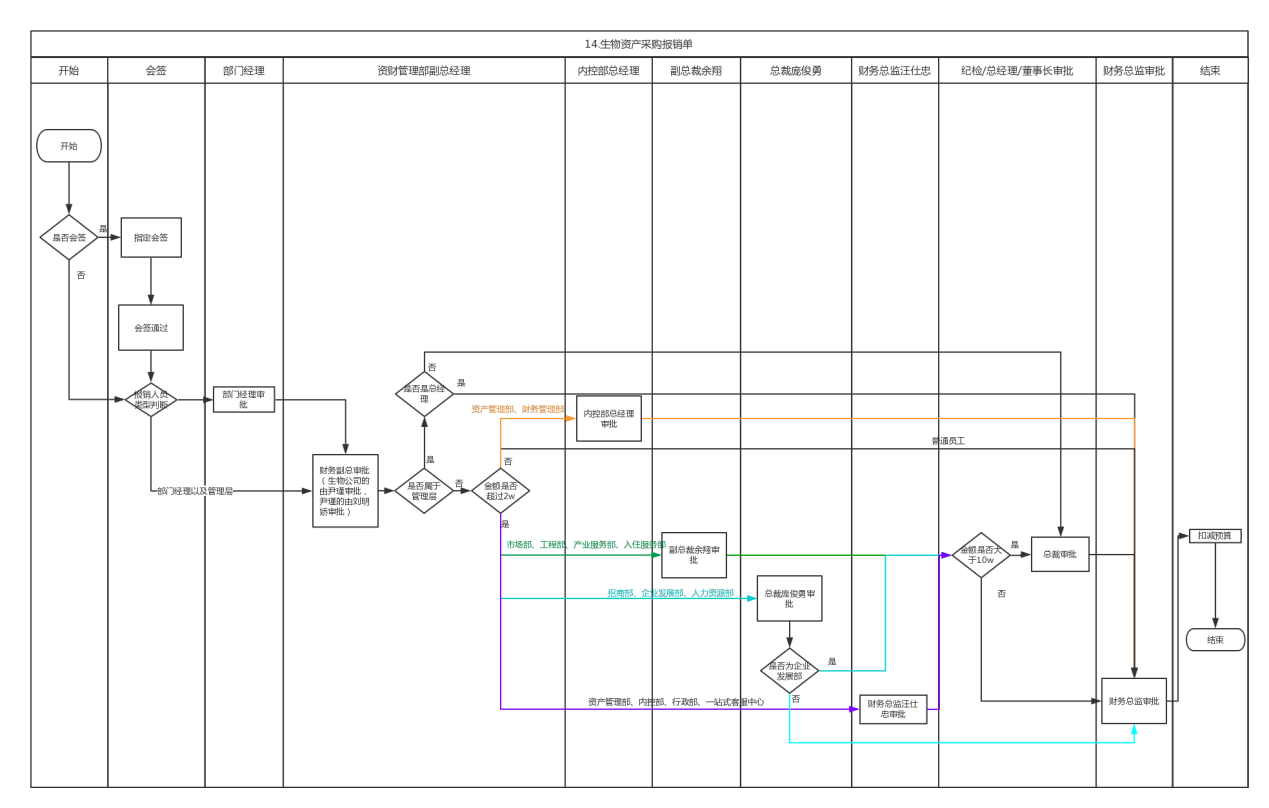 14.生物资产采购报销单
开始
会签
部门经理
资财管理部副总经理
内控部总经理
副总裁余翔
总裁庞俊勇
财务总监汪仕忠
纪检/总经理/董事长审批
财务总监审批
结束
开始
是否会签
是
否
指定会签
会签通过
报销人员
类型判断
部门经理审
批
部门经理以及管理层
财务副总审批
（生物公司的
由尹瑾审批，
尹瑾的由刘明
娇审批）
是否属于
管理层
是
否
是否是总经
理
否
是
金额是否
超过2w
否
是
资产管理部、财务管理部
内控部总经理
审批
普通员工
市场部、工程部、产业服务部、入住服务部
副总裁余翔审
批
招商部、企业发展部、人力资源部
总裁庞俊勇审
批
是否为企业
发展部
是
否
资产管理部、内控部、行政部、一站式客服中心
财务总监汪仕
忠审批
金额是否大
于10w
是
否
总裁审批
财务总监审批
扣减预算
结束